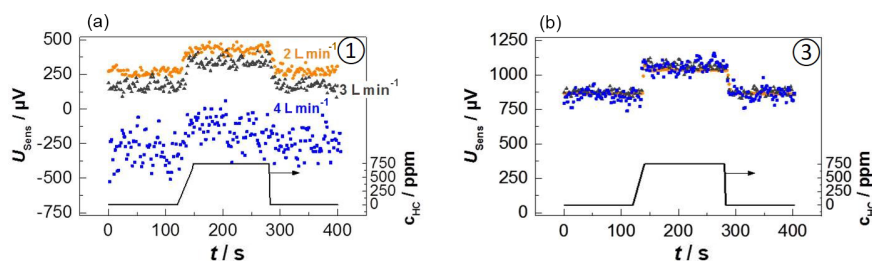 (a)
1
500
250
0
-250
-500
-750
U_Sens / µV
2 L min⁻¹
3 L min⁻¹
4 L min⁻¹
750
500
250
0
c_HC / ppm
0 100 200 300 400
t / s
(b)
3
1250
1000
750
500
250
0
U_Sens / µV
750
500
250
0
c_HC / ppm
0 100 200 300 400
t / s